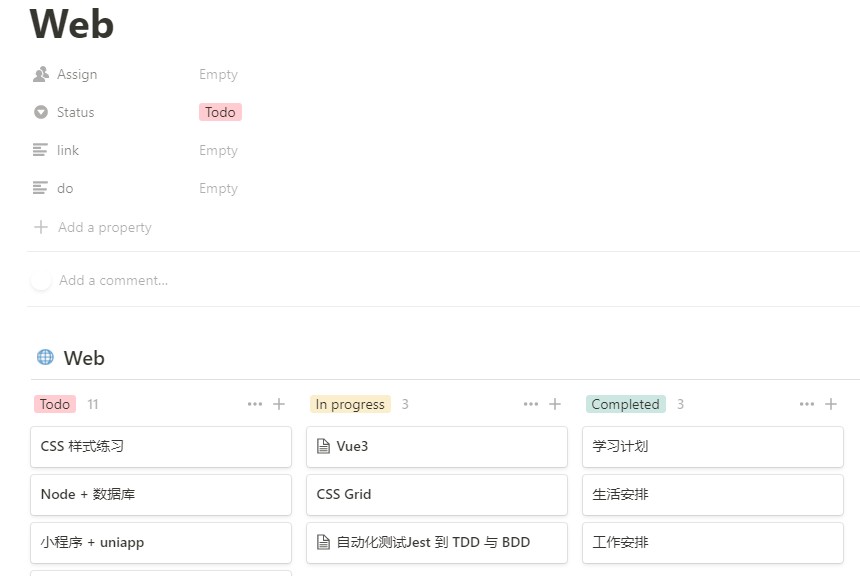 Web
Assign Empty
Status Todo
link Empty
do Empty
Add a property
Add a comment...
Web
Todo 11 In progress 3 Completed 3
CSS 样式练习 Vue3 学习计划
Node + 数据库 CSS Grid 生活安排
小程序 + uniapp 自动化测试Jest 到 TDD 与 BDD 工作安排